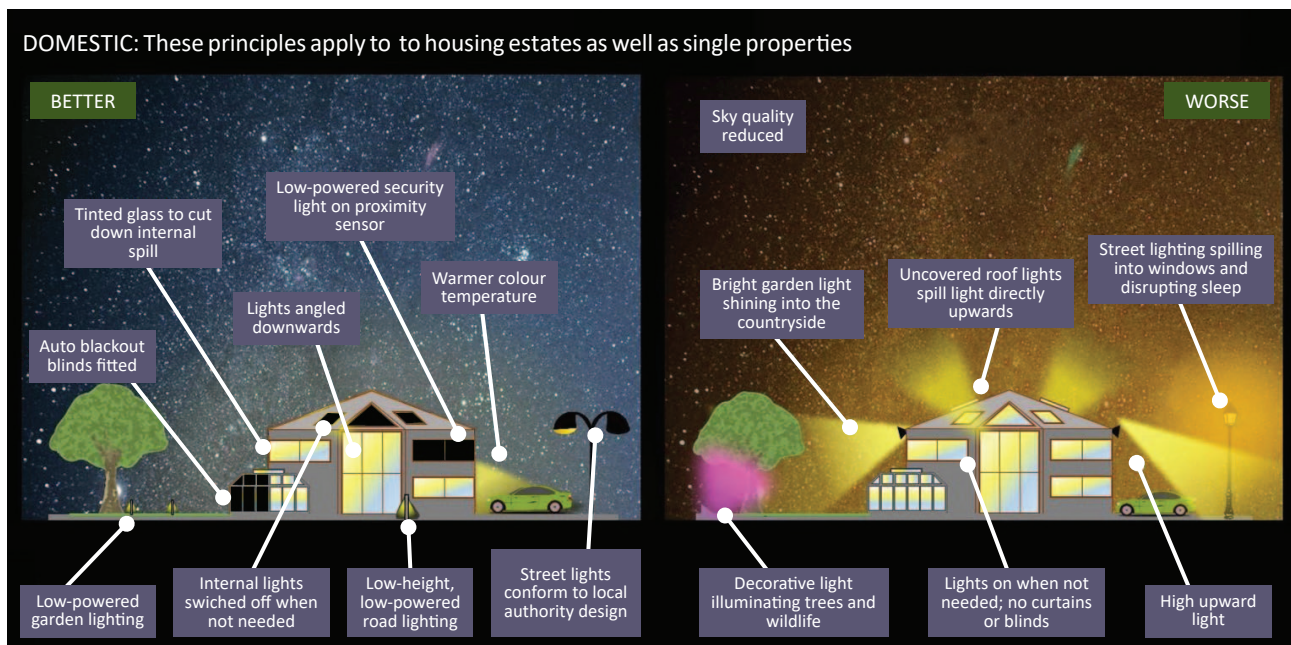 DOMESTIC: These principles apply to to housing estates as well as single properties
BETTER
Tinted glass to cut
down internal
spill
Low-powered security
light on proximity
sensor
Warmer colour
temperature
Lights angled
downwards
Auto blackout
blinds fitted
Low-powered
garden lighting
Internal lights
swiched off when
not needed
Low-height,
low-powered
road lighting
Street lights
conform to local
authority design
WORSE
Sky quality
reduced
Bright garden light
shining into the
countryside
Uncovered roof lights
spill light directly
upwards
Street lighting spilling
into windows and
disrupting sleep
Decorative light
illuminating trees and
wildlife
Lights on when not
needed; no curtains
or blinds
High upward
light